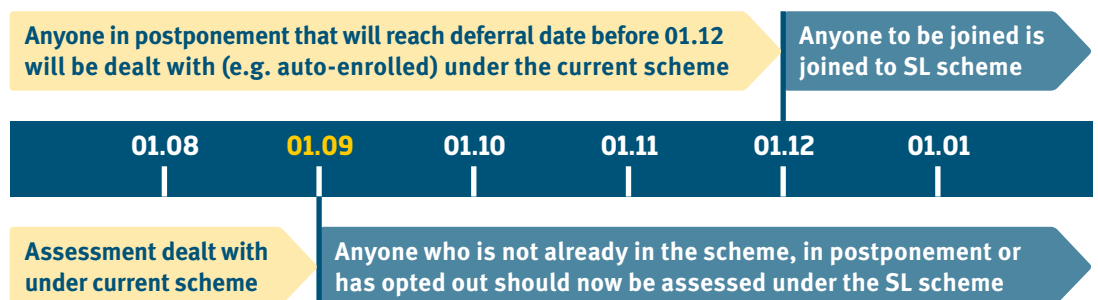 Anyone in postponement that will reach deferral date before 01.12
will be dealt with (e.g. auto-enrolled) under the current scheme
Anyone to be joined is
joined to SL scheme
01.08 01.09 01.10 01.11 01.12 01.01
Assessment dealt with
under current scheme
Anyone who is not already in the scheme, in postponement or
has opted out should now be assessed under the SL scheme